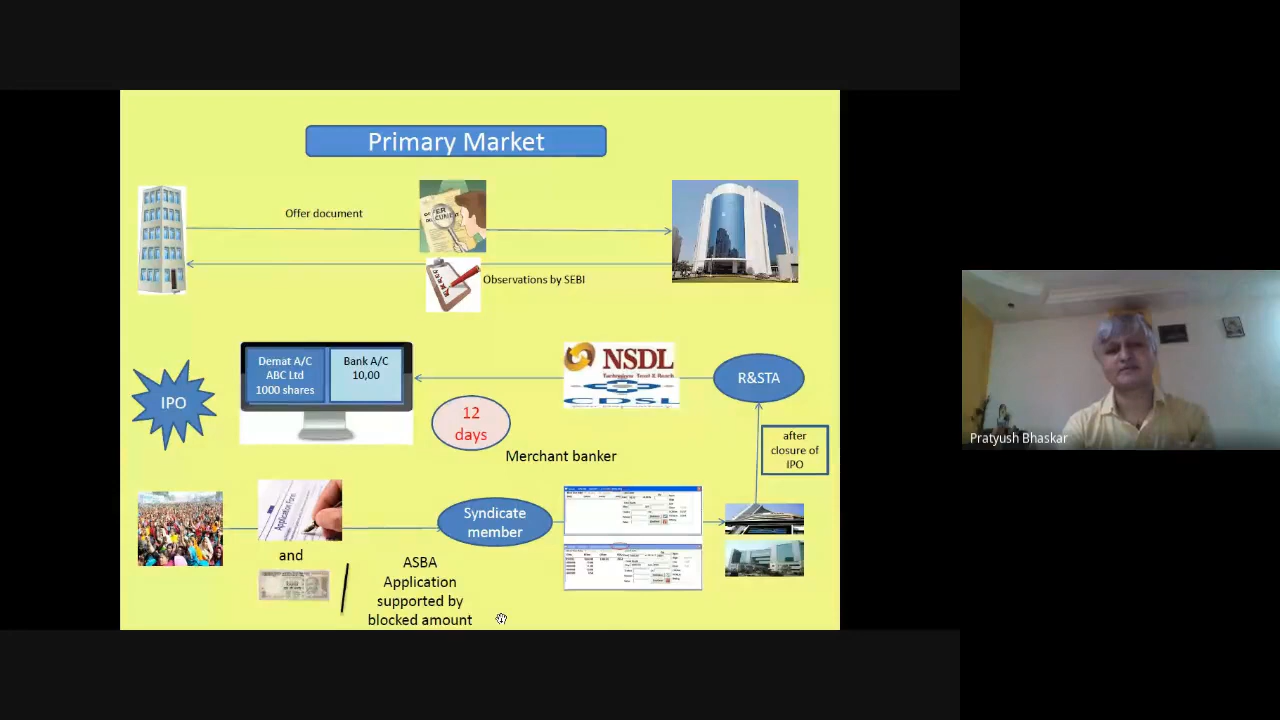 Primary Market
Offer document
Observations by SEBI
IPO
Demat A/C
ABC Ltd
1000 shares
Bank A/C
10,00
NSDL
CDSL
R&STA
12
days
Merchant banker
after
closure of
IPO
Application Form
Syndicate
member
and
ASBA
Application
supported by
blocked amount
Pratyush Bhaskar